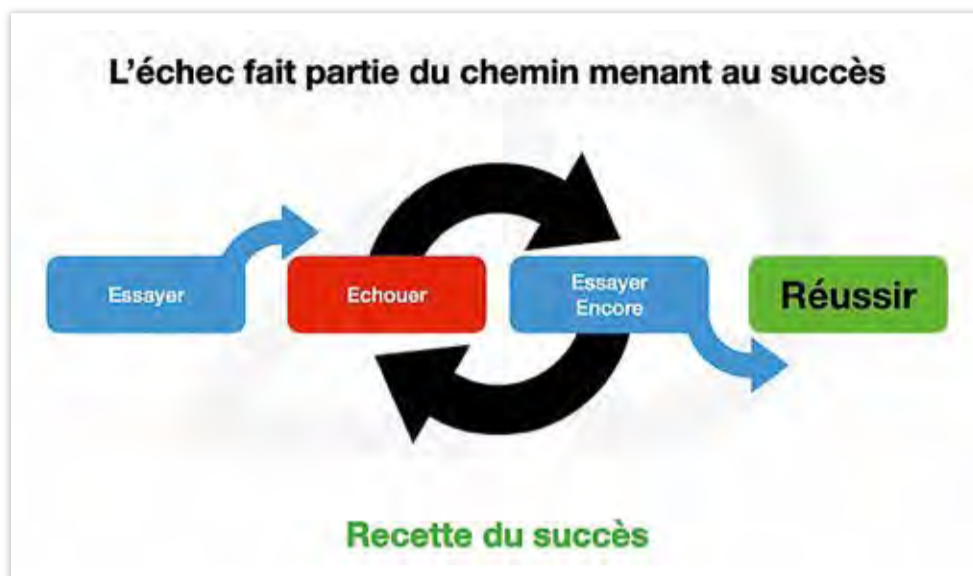 L'échec fait partie du chemin menant au succès
Essayer
Echouer
Essayer
Encore
Réussir
Recette du succès